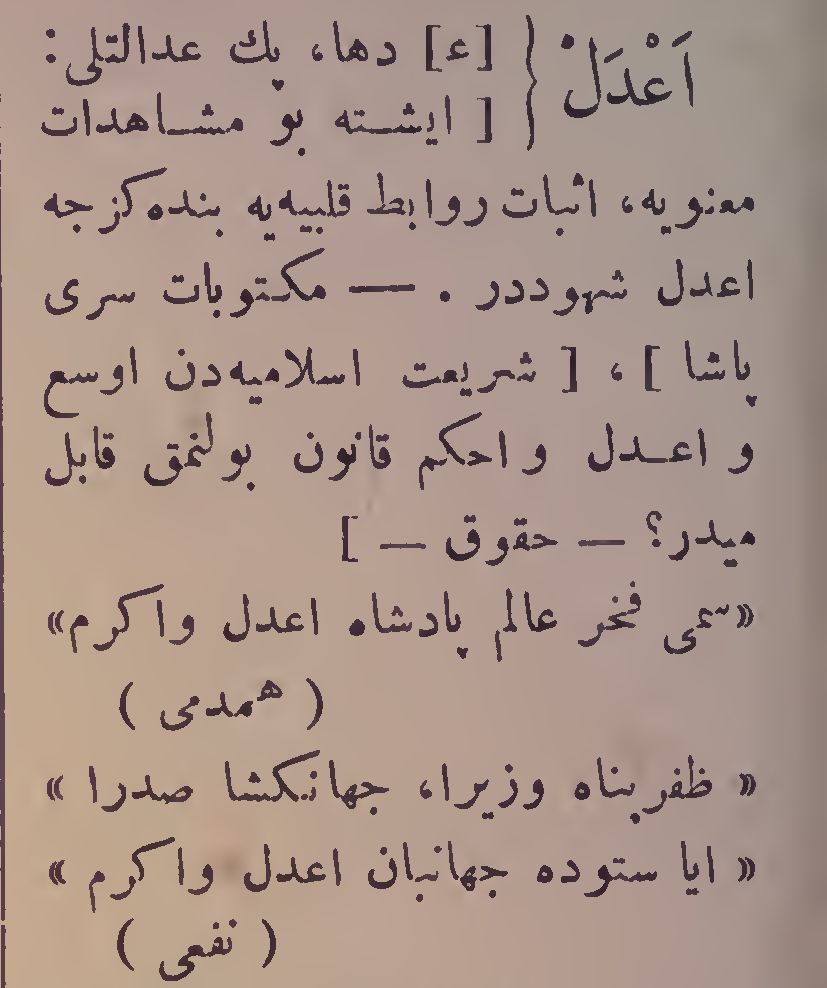 اَعْدَلْ { [ع] دها، پك عدالتلى:
[ ايشته بو مشاهدات
معنويه، اثبات روابط قلبيه‌يه بنده‌كزجه
اعدل شهوددر . — مكتوبات سرى
پاشا ] ، [ شريعت اسلاميه‌دن اوسع
و اعدل و احكم قانون بولنمق قابل
ميدر؟ — حقوق — ]
«سمى فخر عالم پادشاه اعدل واكرم»
( همدمى )
« ظفرپناه وزيرا، جهانكشا صدرا »
« ايا ستوده جهانبان اعدل واكرم »
( نفعى )